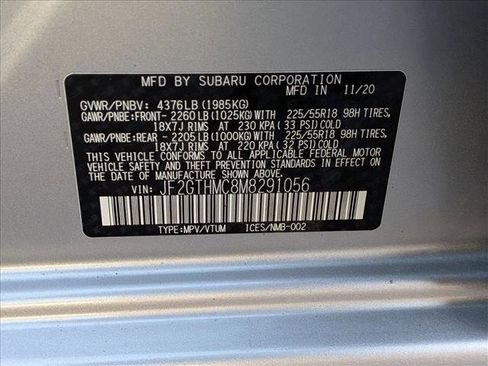 MFD BY SUBARU CORPORATION
MFD IN 11/20
GVWR/PNBV: 4376LB(1985KG)
GAWR/PNBE:FRONT- 2260LB(1025KG)WITH 225/55R18 98H TIRES,
18X7J RIMS AT 230 KPA(33 PSI)COLD
GAWR/PNBE:REAR- 2205LB(1000KG)WITH 225/55R18 98H TIRES,
18X7J RIMS AT 220 KPA(32 PSI)COLD
THIS VEHICLE CONFORMS TO ALL APPLICABLE FEDERAL MOTOR
VEHICLE SAFETY AND THEFT PREVENTION STANDARDS IN EFFECT
ON THE DATE OF MANUFACTURE SHOWN ABOVE.
VIN: JF2GTHMC8M8291056
TYPE:MPV/VTUM ICES/NMB-002